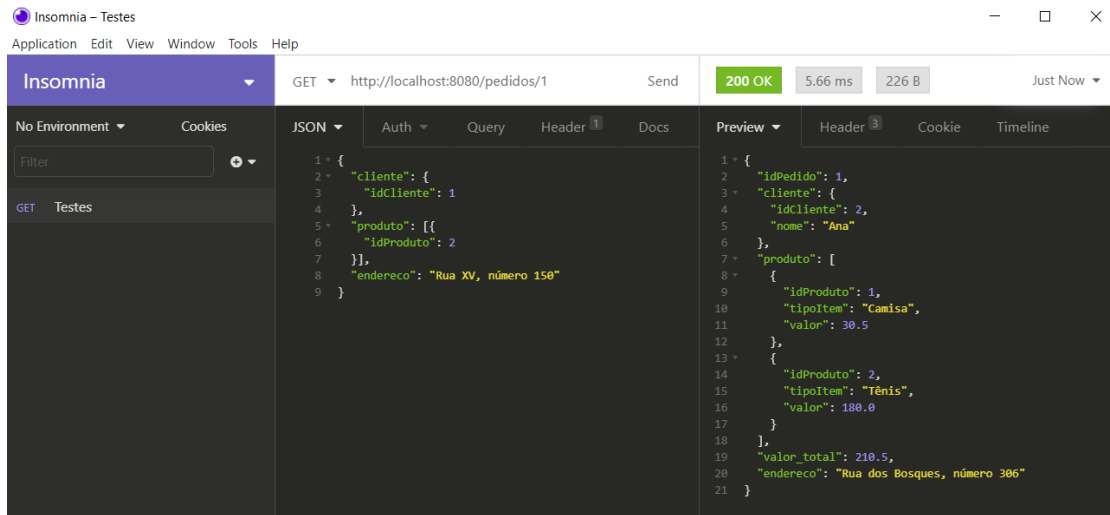 Insomnia – Testes
Application Edit View Window Tools Help
Insomnia
GET http://localhost:8080/pedidos/1 Send
200 OK 5.66 ms 226 B Just Now
No Environment Cookies
JSON Auth Query Header 1 Docs
Preview Header 3 Cookie Timeline
Filter
GET Testes
1 {
2 "cliente": {
3 "idCliente": 1
4 },
5 "produto": [{
6 "idProduto": 2
7 }],
8 "endereco": "Rua XV, número 150"
9 }
1 {
2 "idPedido": 1,
3 "cliente": {
4 "idCliente": 2,
5 "nome": "Ana"
6 },
7 "produto": [
8 {
9 "idProduto": 1,
10 "tipoItem": "Camisa",
11 "valor": 30.5
12 },
13 {
14 "idProduto": 2,
15 "tipoItem": "Tênis",
16 "valor": 180.0
17 }
18 ],
19 "valor_total": 210.5,
20 "endereco": "Rua dos Bosques, número 306"
21 }